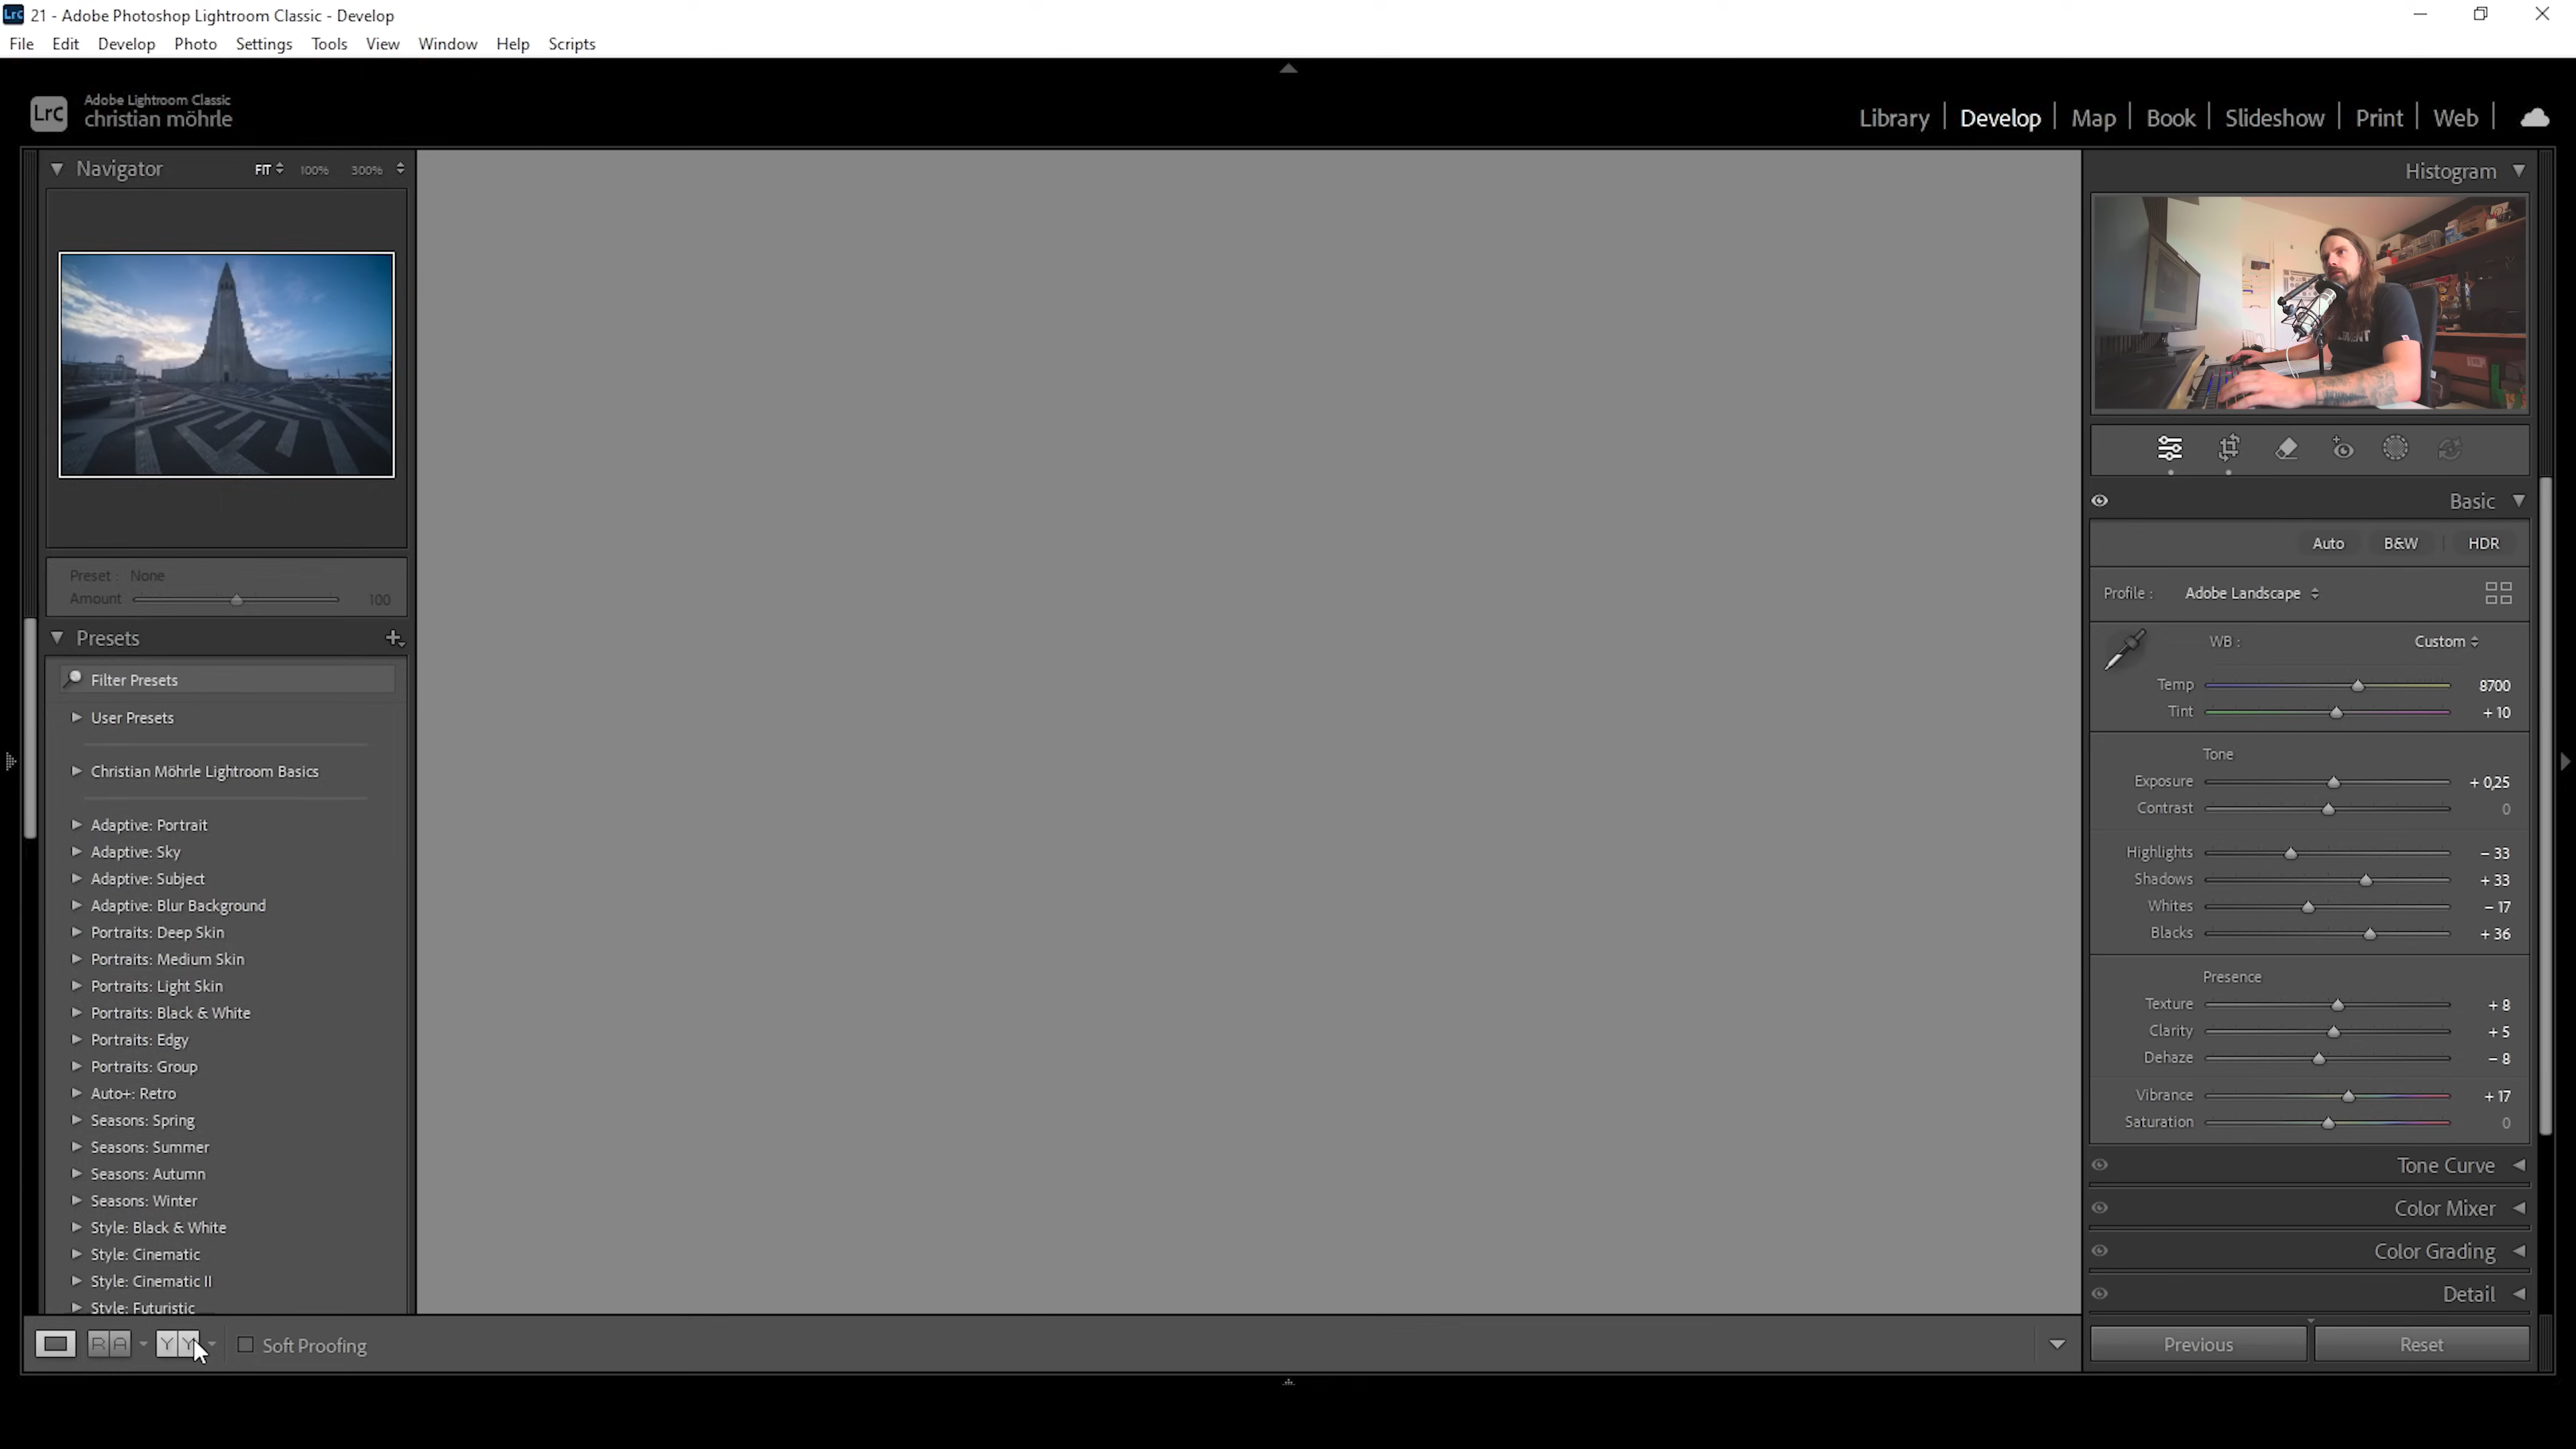 21 - Adobe Photoshop Lightroom Classic - Develop
File Edit Develop Photo Settings Tools View Window Help Scripts
Lrc
Adobe Lightroom Classic
christian möhrle
Library Develop Map Book Slideshow Print Web
Navigator FIT 100% 300%
Preset : None
Amount 100
Presets
Filter Presets
User Presets
Christian Möhrle Lightroom Basics
Adaptive: Portrait
Adaptive: Sky
Adaptive: Subject
Adaptive: Blur Background
Portraits: Deep Skin
Portraits: Medium Skin
Portraits: Light Skin
Portraits: Black & White
Portraits: Edgy
Portraits: Group
Auto+: Retro
Seasons: Spring
Seasons: Summer
Seasons: Autumn
Seasons: Winter
Style: Black & White
Style: Cinematic
Style: Cinematic II
Style: Futuristic
R A Y Y Soft Proofing
Histogram
Basic
Auto B&W HDR
Profile : Adobe Landscape
WB : Custom
Temp 8700
Tint + 10
Tone
Exposure + 0,25
Contrast 0
Highlights - 33
Shadows + 33
Whites - 17
Blacks + 36
Presence
Texture + 8
Clarity + 5
Dehaze - 8
Vibrance + 17
Saturation 0
Tone Curve
Color Mixer
Color Grading
Detail
Previous Reset